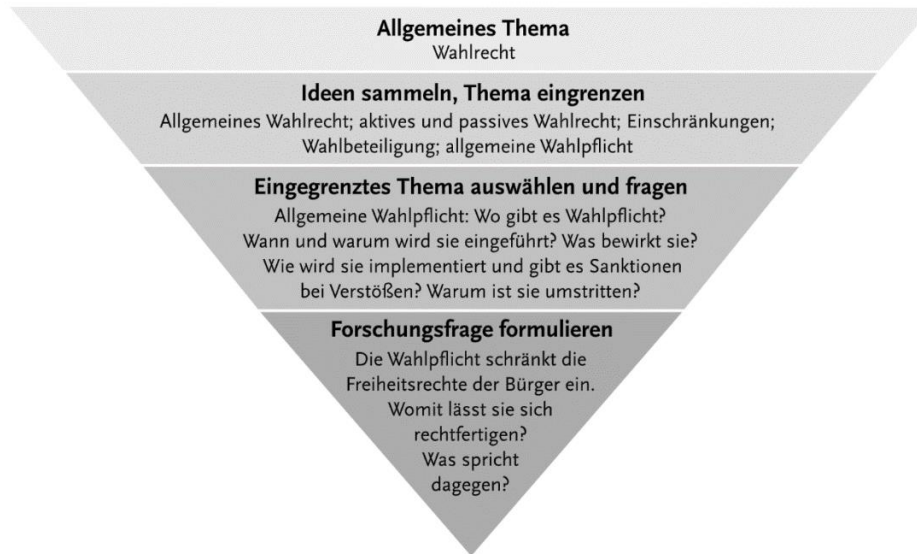 Allgemeines Thema
Wahlrecht
Ideen sammeln, Thema eingrenzen
Allgemeines Wahlrecht; aktives und passives Wahlrecht; Einschränkungen;
Wahlbeteiligung; allgemeine Wahlpflicht
Eingegrenztes Thema auswählen und fragen
Allgemeine Wahlpflicht: Wo gibt es Wahlpflicht?
Wann und warum wird sie eingeführt? Was bewirkt sie?
Wie wird sie implementiert und gibt es Sanktionen
bei Verstößen? Warum ist sie umstritten?
Forschungsfrage formulieren
Die Wahlpflicht schränkt die
Freiheitsrechte der Bürger ein.
Womit lässt sie sich
rechtfertigen?
Was spricht
dagegen?